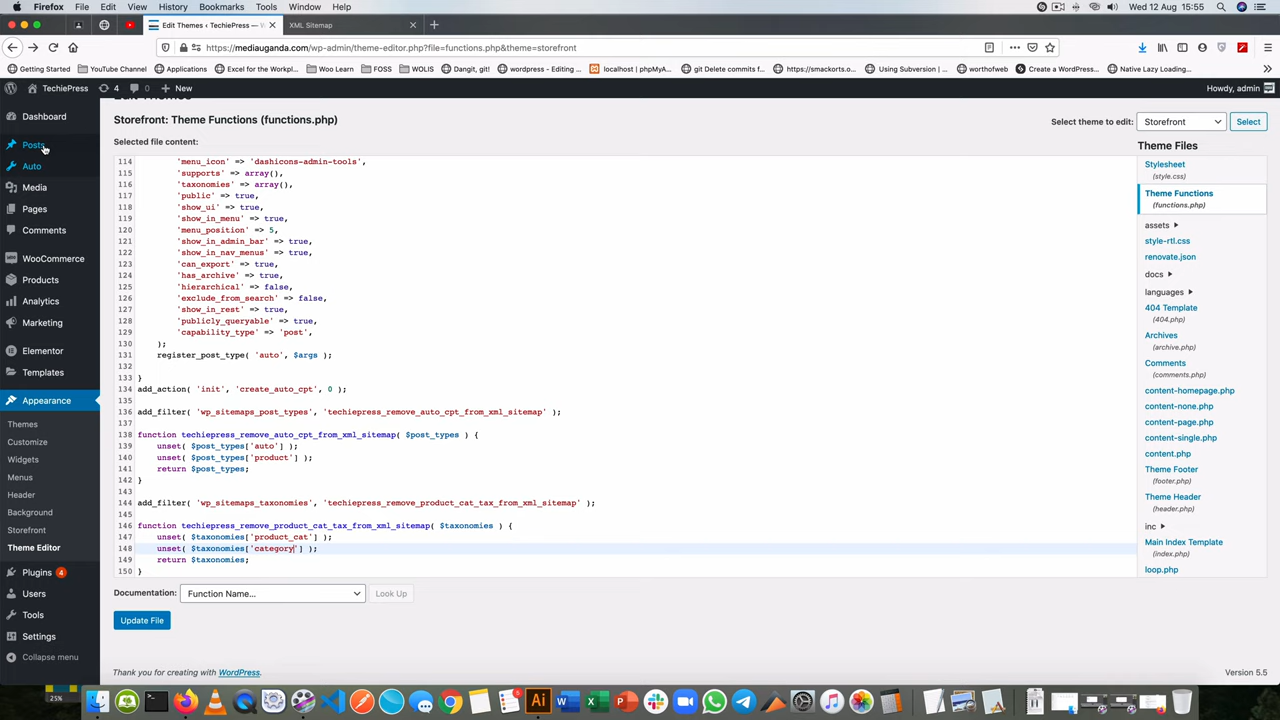 Firefox File Edit View History Bookmarks Tools Window Help
Wed 12 Aug 15:55
Edit Themes ‹ TechiePress — W
XML Sitemap
https://mediauganda.com/wp-admin/theme-editor.php?file=functions.php&theme=storefront
Getting Started YouTube Channel Applications Excel for the Workpl... Woo Learn FOSS WOLIS Dangit, git! wordpress - Editing ... localhost | phpMyA... git Delete commits f... https://smackorts.o... Using Subversion | ... worthofweb Create a WordPress... Native Lazy Loading...
TechiePress 4 0 New
Howdy, admin
Dashboard
Posts
Auto
Media
Pages
Comments
WooCommerce
Products
Analytics
Marketing
Elementor
Templates
Appearance
Themes
Customize
Widgets
Menus
Header
Background
Storefront
Theme Editor
Plugins 4
Users
Tools
Settings
Collapse menu
Storefront: Theme Functions (functions.php)
Select theme to edit: Storefront Select
Selected file content:
114 'menu_icon' => 'dashicons-admin-tools',
115 'supports' => array(),
116 'taxonomies' => array(),
117 'public' => true,
118 'show_ui' => true,
119 'show_in_menu' => true,
120 'menu_position' => 5,
121 'show_in_admin_bar' => true,
122 'show_in_nav_menus' => true,
123 'can_export' => true,
124 'has_archive' => true,
125 'hierarchical' => false,
126 'exclude_from_search' => false,
127 'show_in_rest' => true,
128 'publicly_queryable' => true,
129 'capability_type' => 'post',
130 );
131 register_post_type( 'auto', $args );
132
133 }
134 add_action( 'init', 'create_auto_cpt', 0 );
135
136 add_filter( 'wp_sitemaps_post_types', 'techiepress_remove_auto_cpt_from_xml_sitemap' );
137
138 function techiepress_remove_auto_cpt_from_xml_sitemap( $post_types ) {
139 unset( $post_types['auto'] );
140 unset( $post_types['product'] );
141 return $post_types;
142 }
143
144 add_filter( 'wp_sitemaps_taxonomies', 'techiepress_remove_product_cat_tax_from_xml_sitemap' );
145
146 function techiepress_remove_product_cat_tax_from_xml_sitemap( $taxonomies ) {
147 unset( $taxonomies['product_cat'] );
148 unset( $taxonomies['category'] );
149 return $taxonomies;
150 }
Documentation: Function Name... Look Up
Update File
Thank you for creating with WordPress.
Version 5.5
Theme Files
Stylesheet
(style.css)
Theme Functions
(functions.php)
assets
style-rtl.css
renovate.json
docs
languages
404 Template
(404.php)
Archives
(archive.php)
Comments
(comments.php)
content-homepage.php
content-none.php
content-page.php
content-single.php
content.php
Theme Footer
(footer.php)
Theme Header
(header.php)
inc
Main Index Template
(index.php)
loop.php
25%